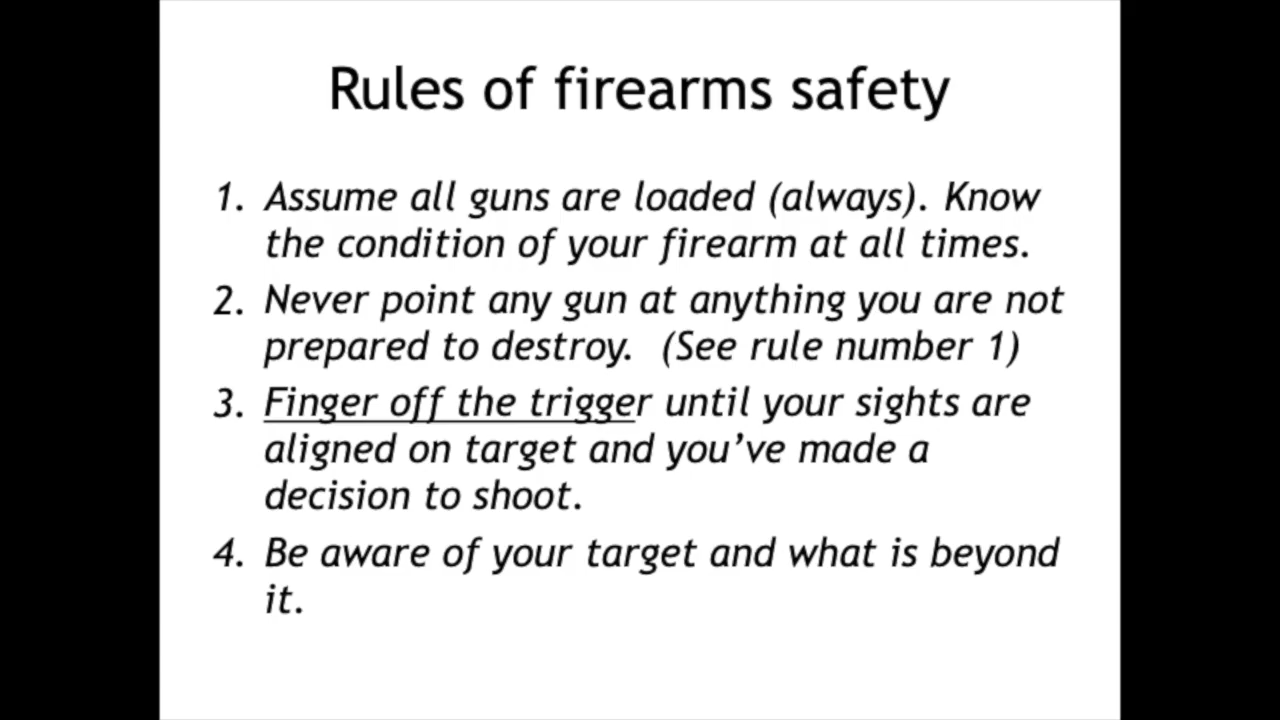 Rules of firearms safety
1. Assume all guns are loaded (always). Know
the condition of your firearm at all times.
2. Never point any gun at anything you are not
prepared to destroy.  (See rule number 1)
3. Finger off the trigger until your sights are
aligned on target and you’ve made a
decision to shoot.
4. Be aware of your target and what is beyond
it.